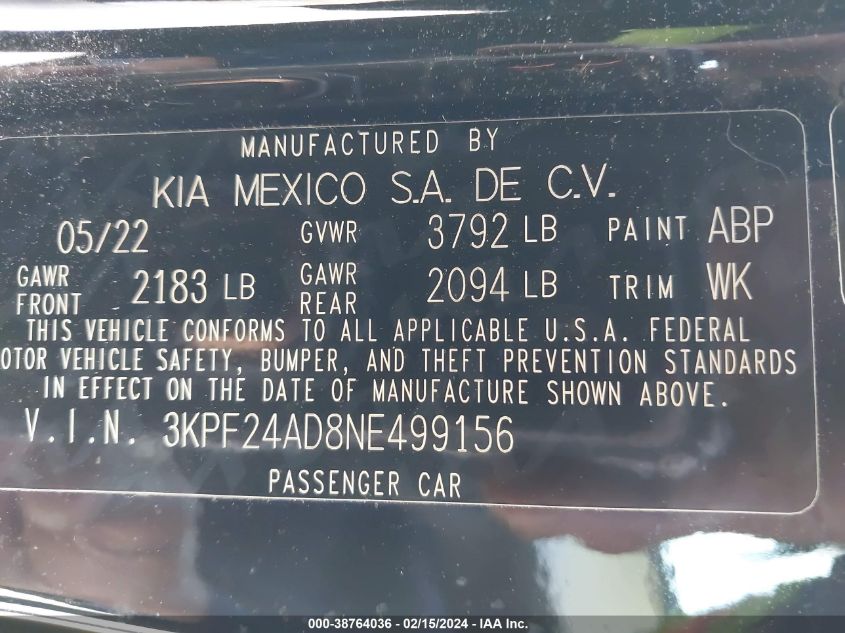 MANUFACTURED BY
KIA MEXICO S.A. DE C.V.
05/22 GVWR 3792 LB PAINT ABP
GAWR FRONT 2183 LB GAWR REAR 2094 LB TRIM WK
THIS VEHICLE CONFORMS TO ALL APPLICABLE U.S.A. FEDERAL
OTOR VEHICLE SAFETY, BUMPER, AND THEFT PREVENTION STANDARDS
IN EFFECT ON THE DATE OF MANUFACTURE SHOWN ABOVE.
V.I.N. 3KPF24AD8NE499156
PASSENGER CAR
000-38764036 - 02/15/2024 - IAA Inc.